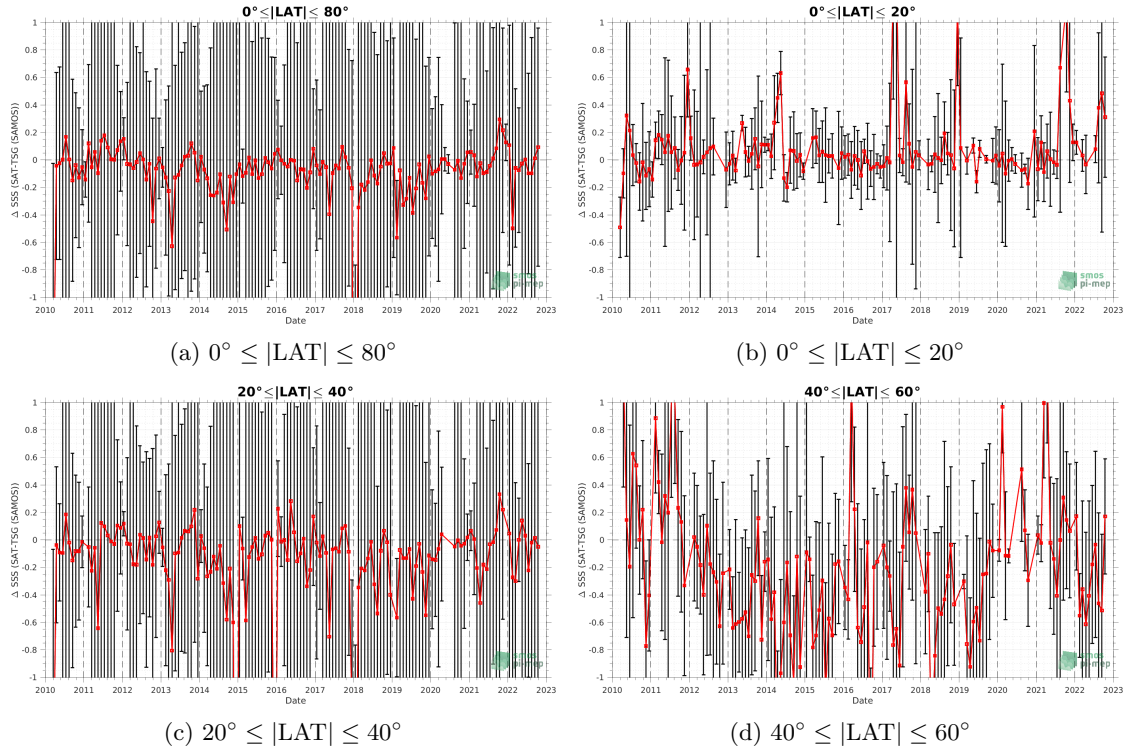 0°≤|LAT|≤ 80°
Δ SSS (SAT-TSG (SAMOS))
1
0.8
0.6
0.4
0.2
0
-0.2
-0.4
-0.6
-0.8
-1
2010 2011 2012 2013 2014 2015 2016 2017 2018 2019 2020 2021 2022 2023
Date
smos
pi-mep
(a) 0° ≤ |LAT| ≤ 80°
0°≤|LAT|≤ 20°
Δ SSS (SAT-TSG (SAMOS))
1
0.8
0.6
0.4
0.2
0
-0.2
-0.4
-0.6
-0.8
-1
2010 2011 2012 2013 2014 2015 2016 2017 2018 2019 2020 2021 2022 2023
Date
smos
pi-mep
(b) 0° ≤ |LAT| ≤ 20°
20°≤|LAT|≤ 40°
Δ SSS (SAT-TSG (SAMOS))
1
0.8
0.6
0.4
0.2
0
-0.2
-0.4
-0.6
-0.8
-1
2010 2011 2012 2013 2014 2015 2016 2017 2018 2019 2020 2021 2022 2023
Date
smos
pi-mep
(c) 20° ≤ |LAT| ≤ 40°
40°≤|LAT|≤ 60°
Δ SSS (SAT-TSG (SAMOS))
1
0.8
0.6
0.4
0.2
0
-0.2
-0.4
-0.6
-0.8
-1
2010 2011 2012 2013 2014 2015 2016 2017 2018 2019 2020 2021 2022 2023
Date
smos
pi-mep
(d) 40° ≤ |LAT| ≤ 60°